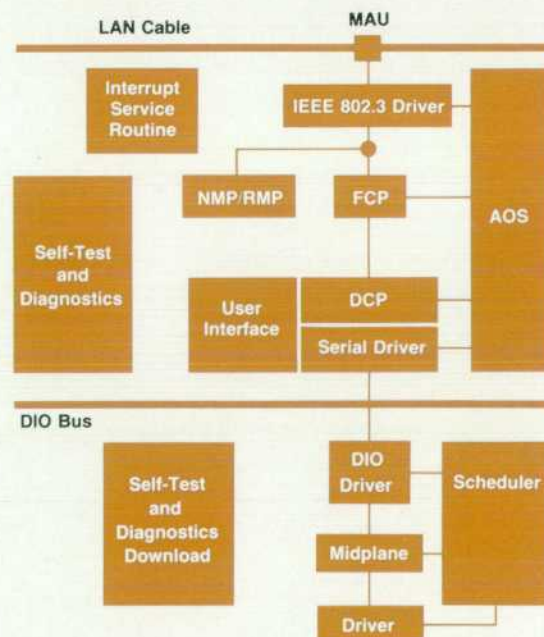 LAN Cable
MAU
Interrupt
Service
Routine
IEEE 802.3 Driver
NMP/RMP
FCP
AOS
Self-Test
and
Diagnostics
User
Interface
DCP
Serial Driver
DIO Bus
Self-Test
and
Diagnostics
Download
DIO
Driver
Scheduler
Midplane
Driver